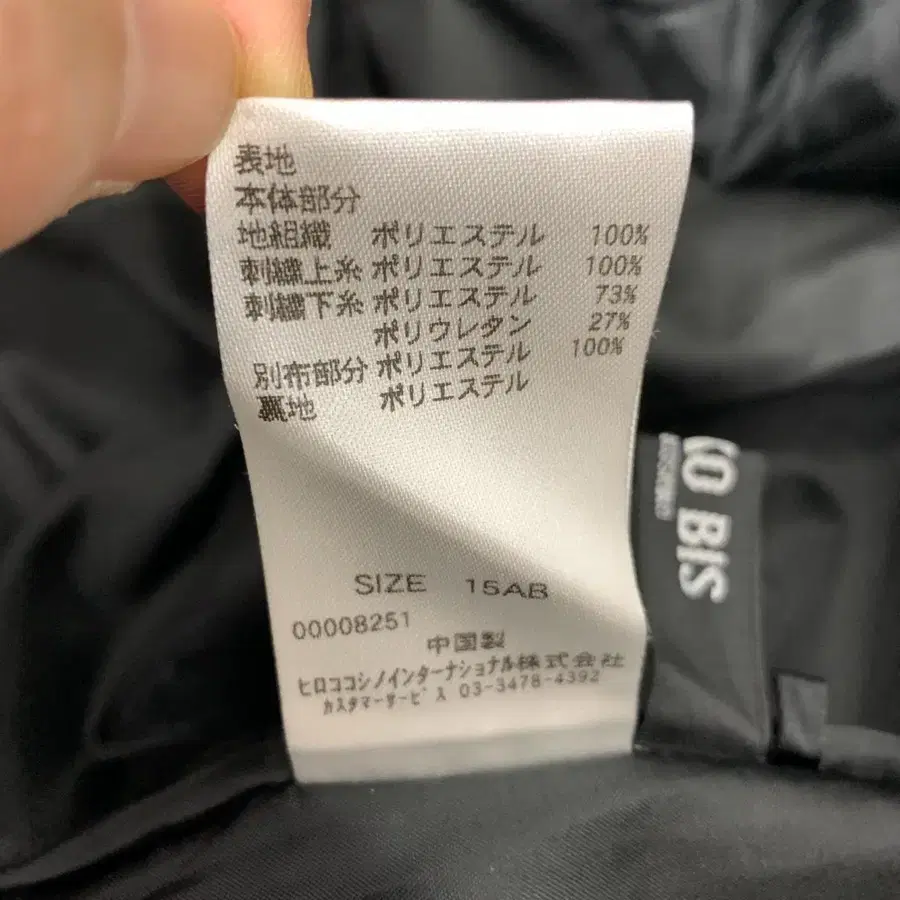 表地
本体部分
地組織 ポリエステル 100%
刺繍上糸 ポリエステル 100%
刺繍下糸 ポリエステル 73%
ポリウレタン 27%
別布部分 ポリエステル 100%
裏地 ポリエステル
SIZE 15AB
00008251
中国製
ヒロココシノインターナショナル株式会社
カスタマーサービス 03-3478-4392
KO BIS